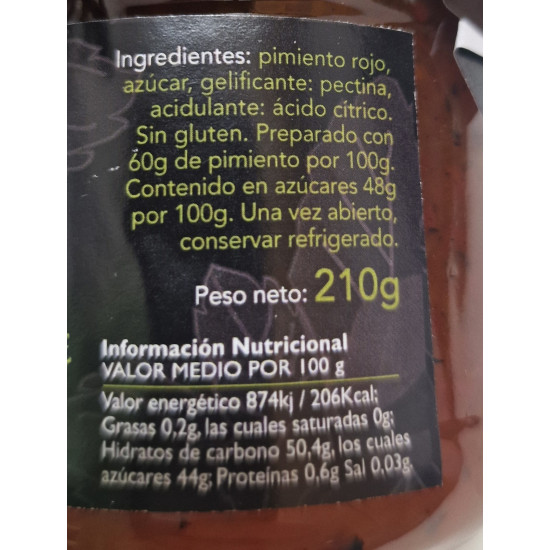 Ingredientes: pimiento rojo,
azúcar, gelificante: pectina,
acidulante: ácido cítrico.
Sin gluten. Preparado con
60g de pimiento por 100g.
Contenido en azúcares 48g
por 100g. Una vez abierto,
conservar refrigerado.
Peso neto: 210g
Información Nutricional
VALOR MEDIO POR 100 g
Valor energético 874kj / 206Kcal;
Grasas 0,2g, las cuales saturadas 0g;
Hidratos de carbono 50,4g, los cuales
azúcares 44g; Proteínas 0,6g Sal 0,03g.